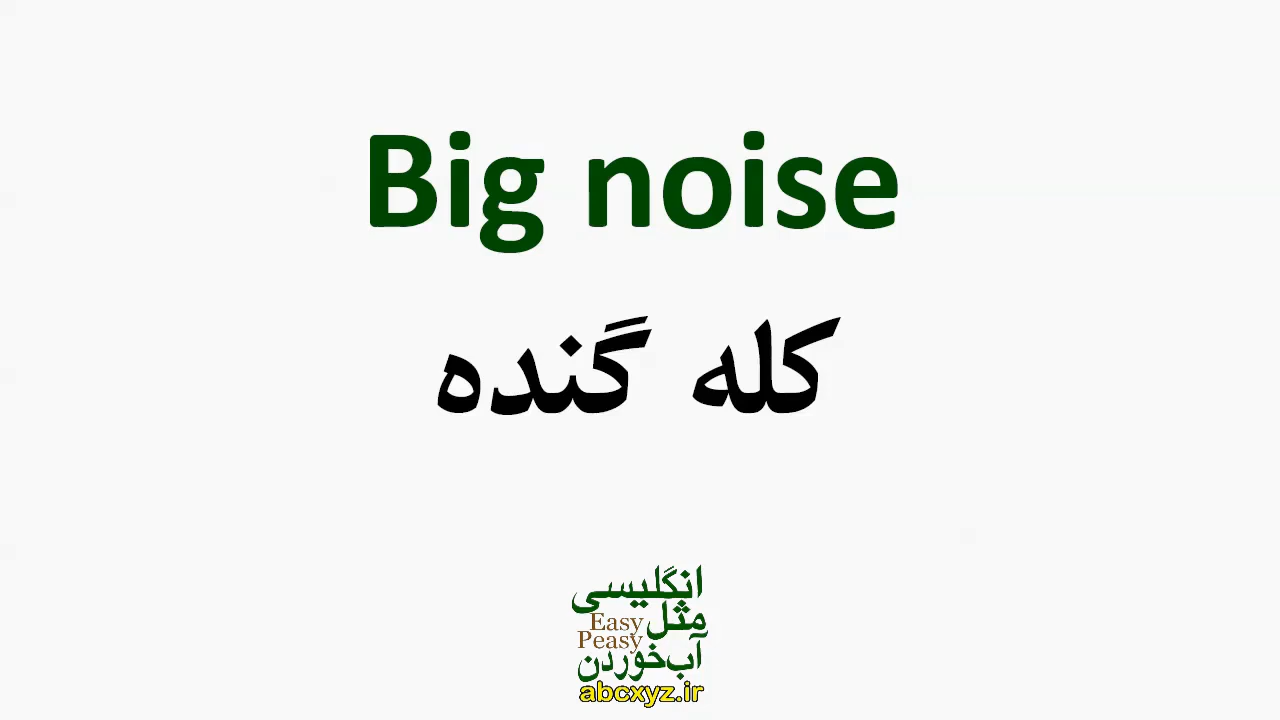 Big noise
کله گنده
انگلیسی
مثل Easy
Peasy
آب‌خوردن
abcxyz.ir